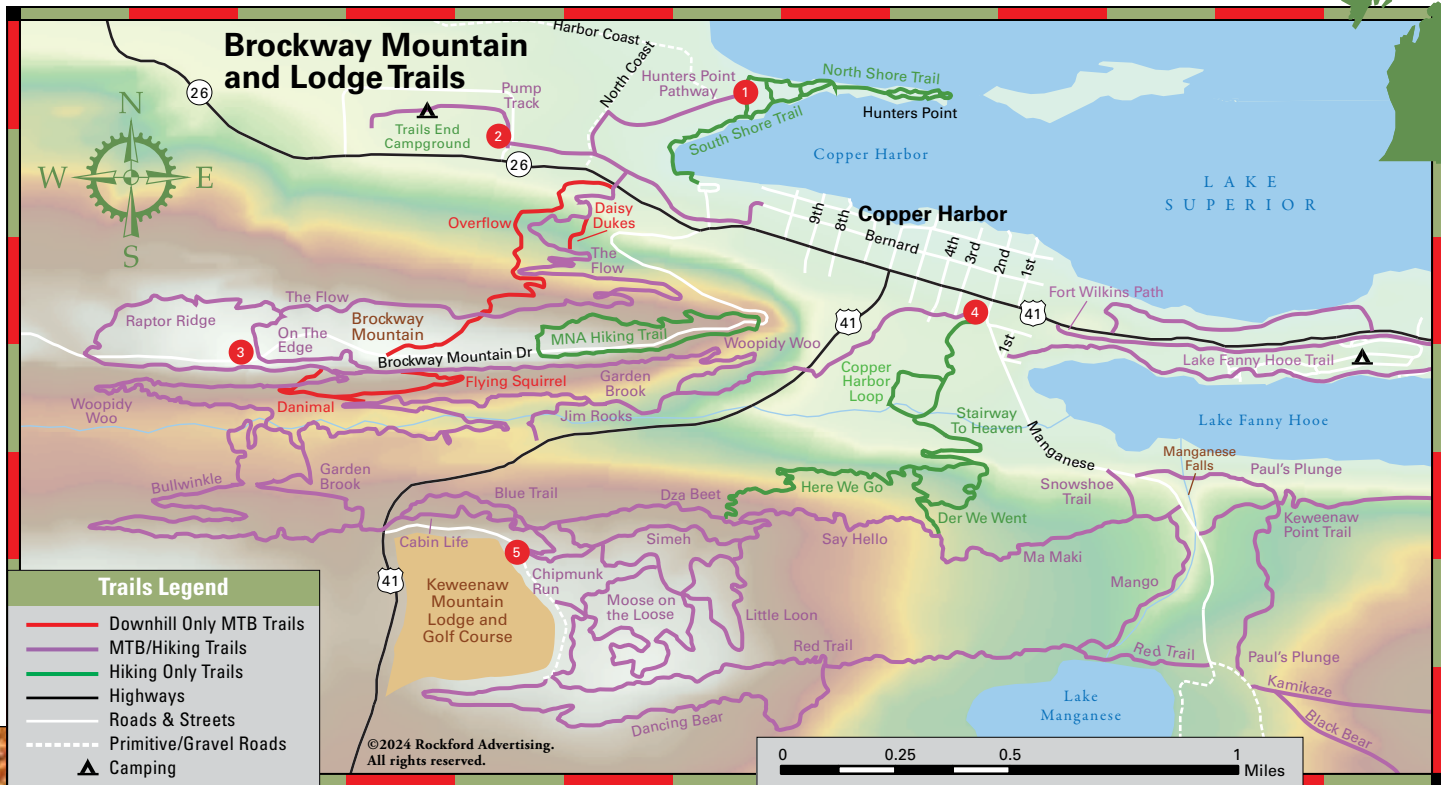 Brockway Mountain
and Lodge Trails
Harbor Coast
North Coast
Hunters Point
Pathway
North Shore Trail
1
Hunters Point
South Shore Trail
Copper Harbor
26
Pump
Track
Trails End
Campground
2
26
N
W
E
S
LAKE
SUPERIOR
Overflow
Daisy
Dukes
The
Flow
9th
8th
Copper Harbor
Bernard
4th
3rd
2nd
1st
Fort Wilkins Path
41
4
41
1st
Lake Fanny Hooe Trail
Lake Fanny Hooe
The Flow
Raptor Ridge
On The
Edge
3
Brockway
Mountain
Brockway Mountain Dr
MNA Hiking Trail
Woopidy Woo
Flying Squirrel
Garden
Brook
Danimal
Jim Rooks
Woopidy
Woo
Copper
Harbor
Loop
Stairway
To Heaven
Manganese
Manganese
Falls
Paul's Plunge
Snowshoe
Trail
Keweenaw
Point Trail
Bullwinkle
Garden
Brook
Blue Trail
Dza Beet
Here We Go
Der We Went
Cabin Life
5
Simeh
Say Hello
Ma Maki
Mango
41
Keweenaw
Mountain
Lodge and
Golf Course
Chipmunk
Run
Moose on
the Loose
Little Loon
Red Trail
Red Trail
Paul's Plunge
Kamikaze
Black Bear
Dancing Bear
Lake
Manganese
Trails Legend
Downhill Only MTB Trails
MTB/Hiking Trails
Hiking Only Trails
Highways
Roads & Streets
Primitive/Gravel Roads
Camping
©2024 Rockford Advertising.
All rights reserved.
0 0.25 0.5 1
Miles